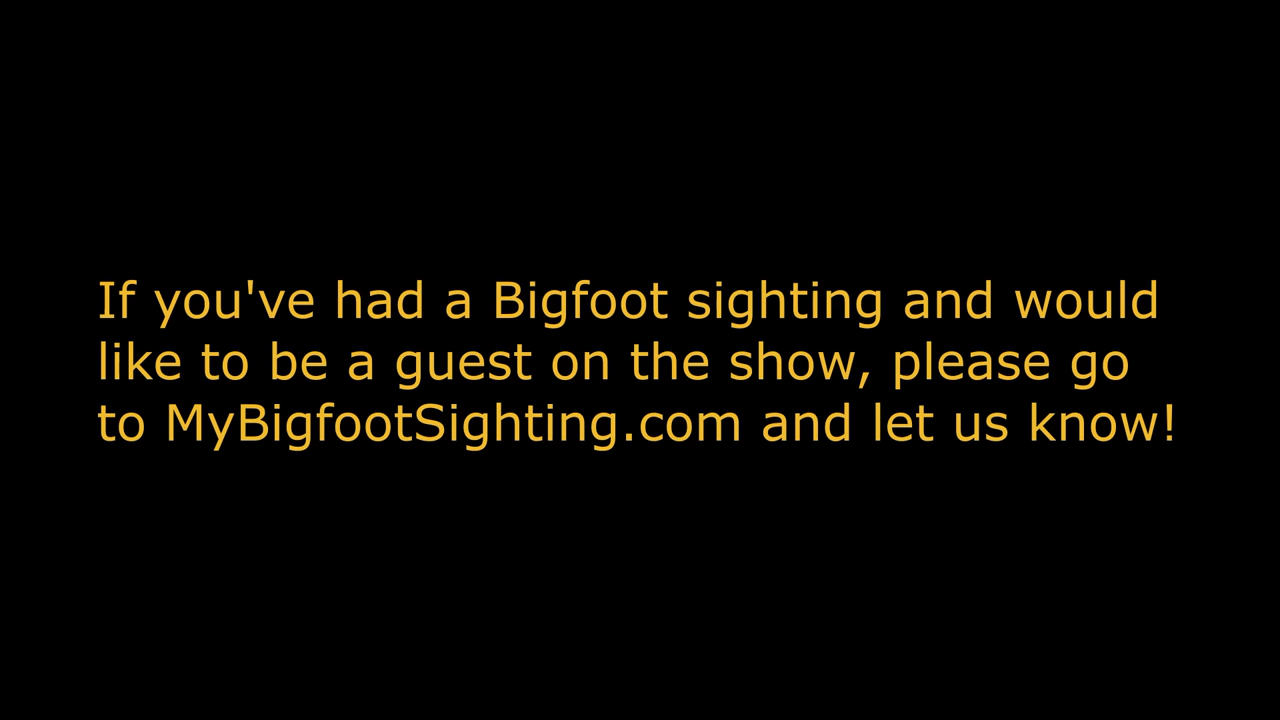 If you've had a Bigfoot sighting and would
like to be a guest on the show, please go
to MyBigfootSighting.com and let us know!